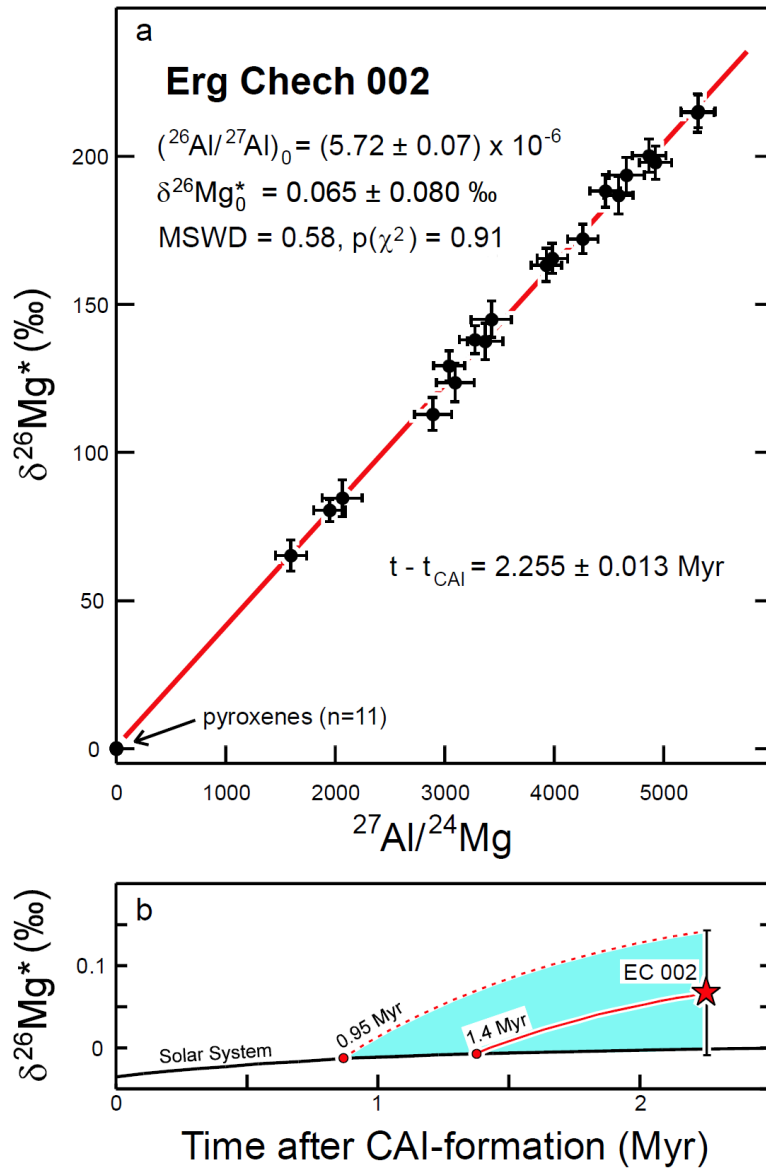 a
Erg Chech 002
(²⁶Al/²⁷Al)₀ = (5.72 ± 0.07) x 10⁻⁶
δ²⁶Mg*₀ = 0.065 ± 0.080 ‰
MSWD = 0.58, p(χ²) = 0.91
200
150
100
50
0
δ²⁶Mg* (‰)
t - t_CAI = 2.255 ± 0.013 Myr
pyroxenes (n=11)
0 1000 2000 3000 4000 5000
²⁷Al/²⁴Mg
b
δ²⁶Mg* (‰)
0.1
0
EC 002
0.95 Myr
1.4 Myr
Solar System
0 1 2
Time after CAI-formation (Myr)